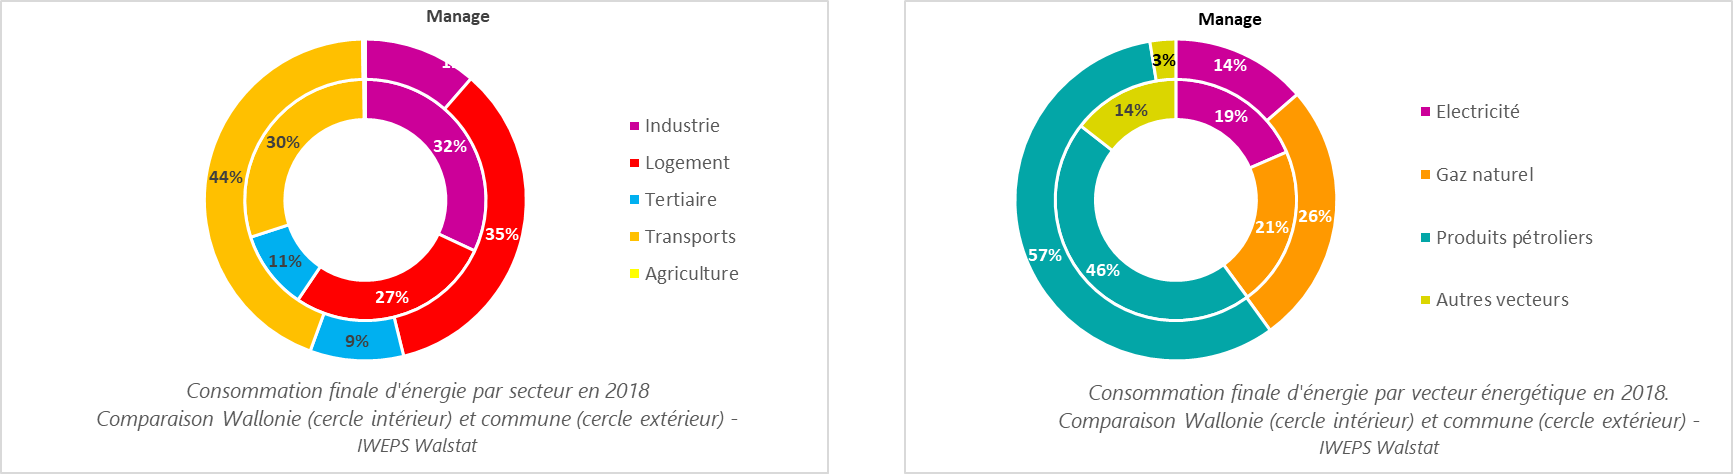 Manage
44%
30%
32%
35%
11%
27%
9%
Industrie
Logement
Tertiaire
Transports
Agriculture
Consommation finale d'énergie par secteur en 2018
Comparaison Wallonie (cercle intérieur) et commune (cercle extérieur) -
IWEPS Walstat
Manage
3%
14%
14%
19%
26%
21%
57%
46%
Electricité
Gaz naturel
Produits pétroliers
Autres vecteurs
Consommation finale d'énergie par vecteur énergétique en 2018.
Comparaison Wallonie (cercle intérieur) et commune (cercle extérieur) -
IWEPS Walstat